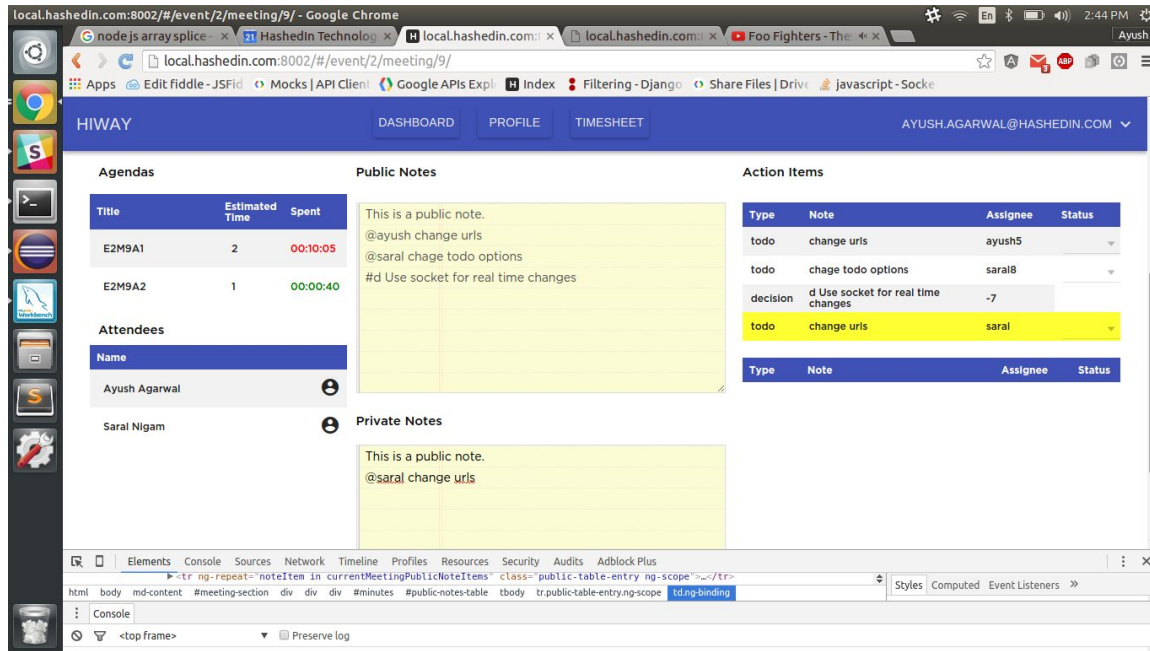 local.hashedin.com:8002/#/event/2/meeting/9/ - Google Chrome
En 2:44 PM
node js array splice - HashedIn Technolog local.hashedin.com: local.hashedin.com: Foo Fighters - The Ayush
local.hashedin.com:8002/#/event/2/meeting/9/
Apps Edit fiddle - JSFid Mocks | API Client Google APIs Expl Index Filtering - Django Share Files | Drive javascript - Socke
HIWAY DASHBOARD PROFILE TIMESHEET AYUSH.AGARWAL@HASHEDIN.COM
Agendas
Title Estimated Time Spent
E2M9A1 2 00:10:05
E2M9A2 1 00:00:40
Attendees
Name
Ayush Agarwal
Saral Nigam
Public Notes
This is a public note.
@ayush change urls
@saral chage todo options
#d Use socket for real time changes
Private Notes
This is a public note.
@saral change urls
Action Items
Type Note Assignee Status
todo change urls ayush5
todo chage todo options saral8
decision d Use socket for real time changes -7
todo change urls saral
Type Note Assignee Status
Elements Console Sources Network Timeline Profiles Resources Security Audits Adblock Plus
<tr ng-repeat="noteItem in currentMeetingPublicNoteItems" class="public-table-entry ng-scope">…</tr>
html body md-content #meeting-section div div div #minutes #public-notes-table tbody tr.public-table-entry.ng-scope td.ng-binding
Styles Computed Event Listeners »
Console
<top frame> Preserve log